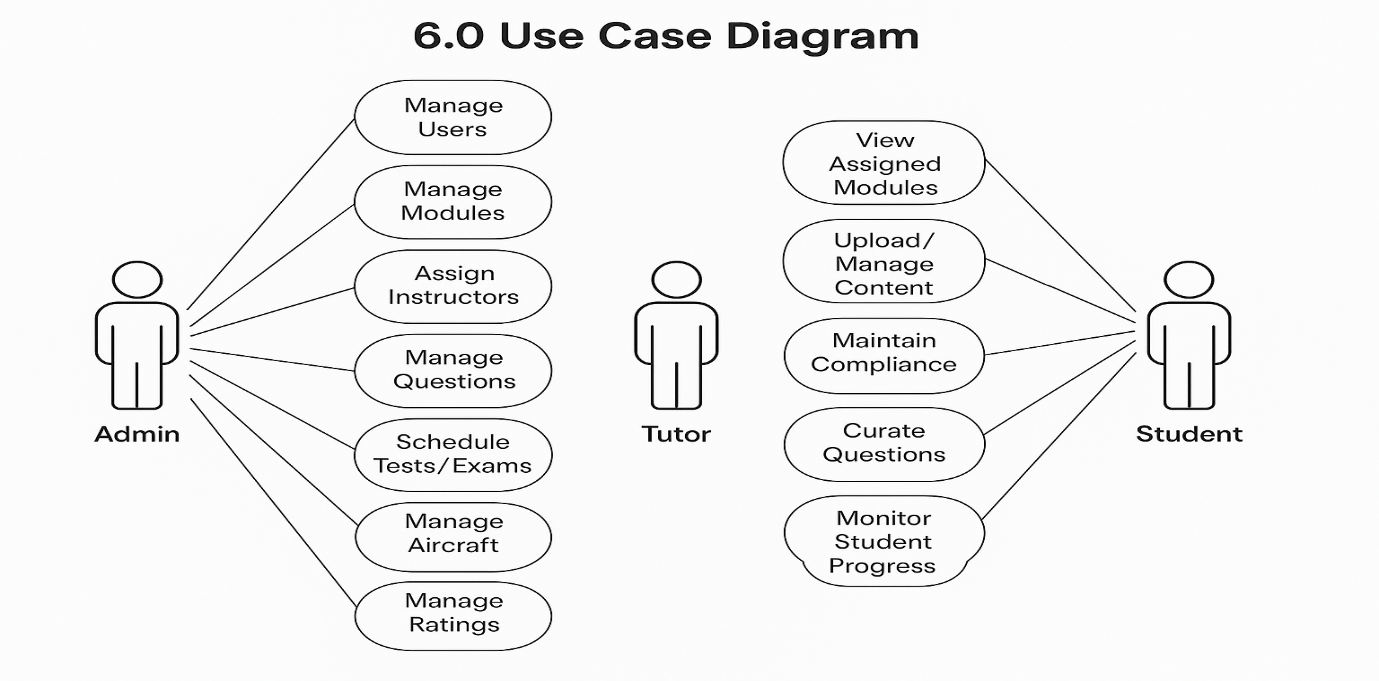 6.0 Use Case Diagram
Manage
Users
Manage
Modules
Assign
Instructors
Manage
Questions
Schedule
Tests/Exams
Manage
Aircraft
Manage
Ratings
Admin
Tutor
View
Assigned
Modules
Upload/
Manage
Content
Maintain
Compliance
Curate
Questions
Monitor
Student
Progress
Student